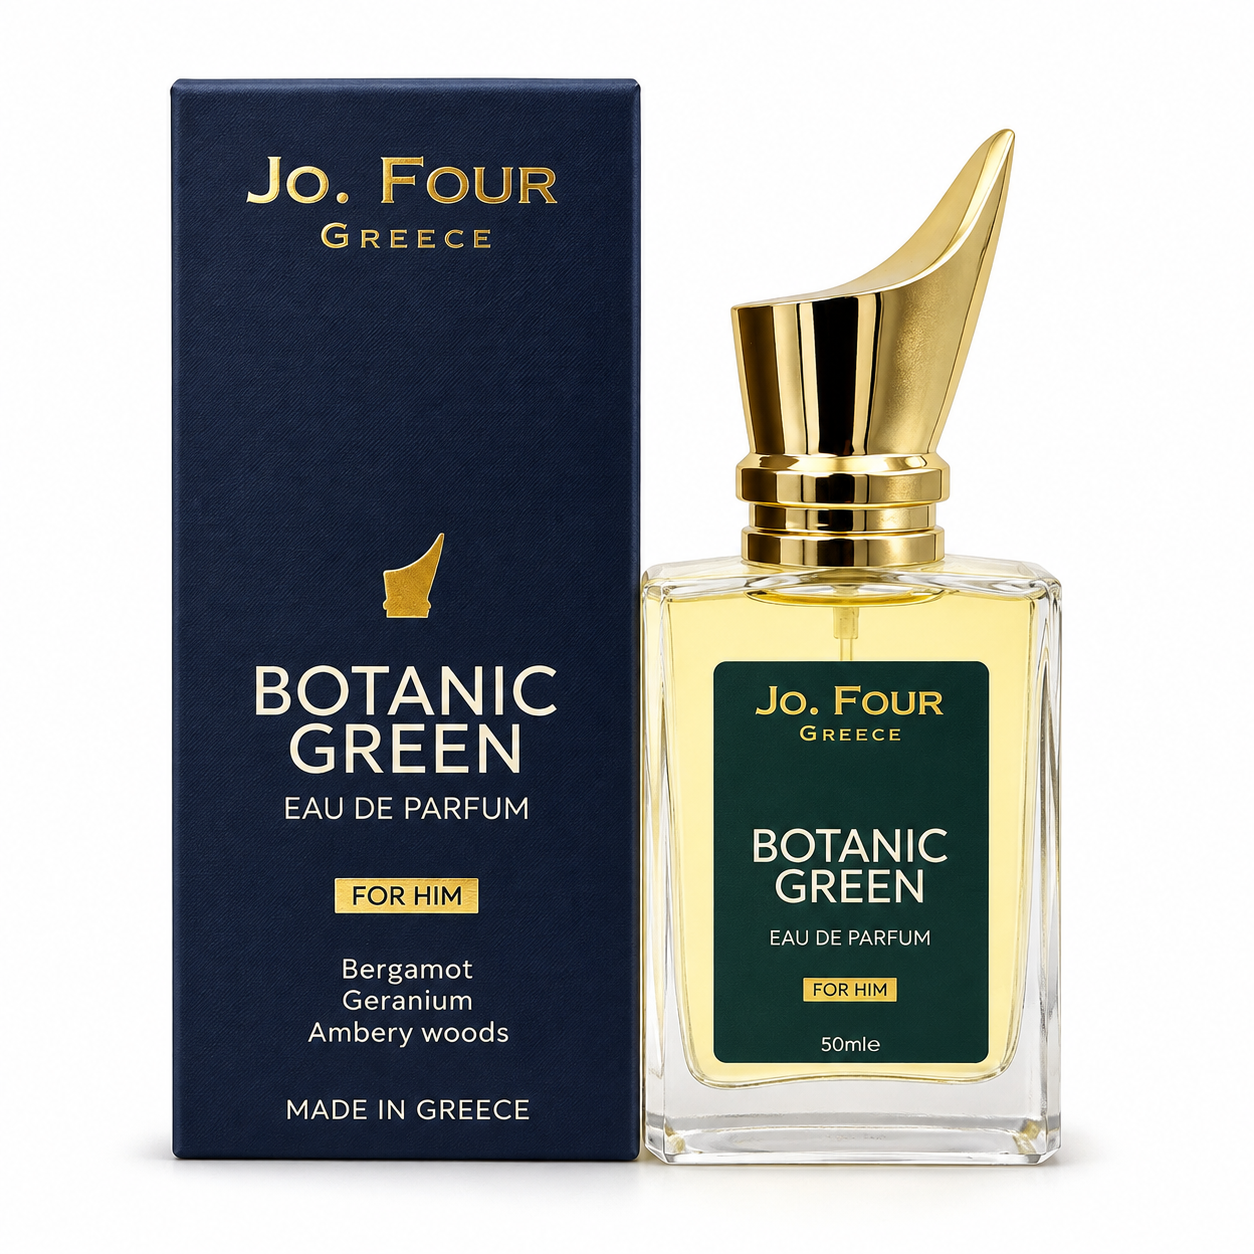 Jo. Four
Greece
BOTANIC
GREEN
EAU DE PARFUM
FOR HIM
Bergamot
Geranium
Ambery woods
MADE IN GREECE
Jo. Four
Greece
BOTANIC
GREEN
EAU DE PARFUM
FOR HIM
50mle